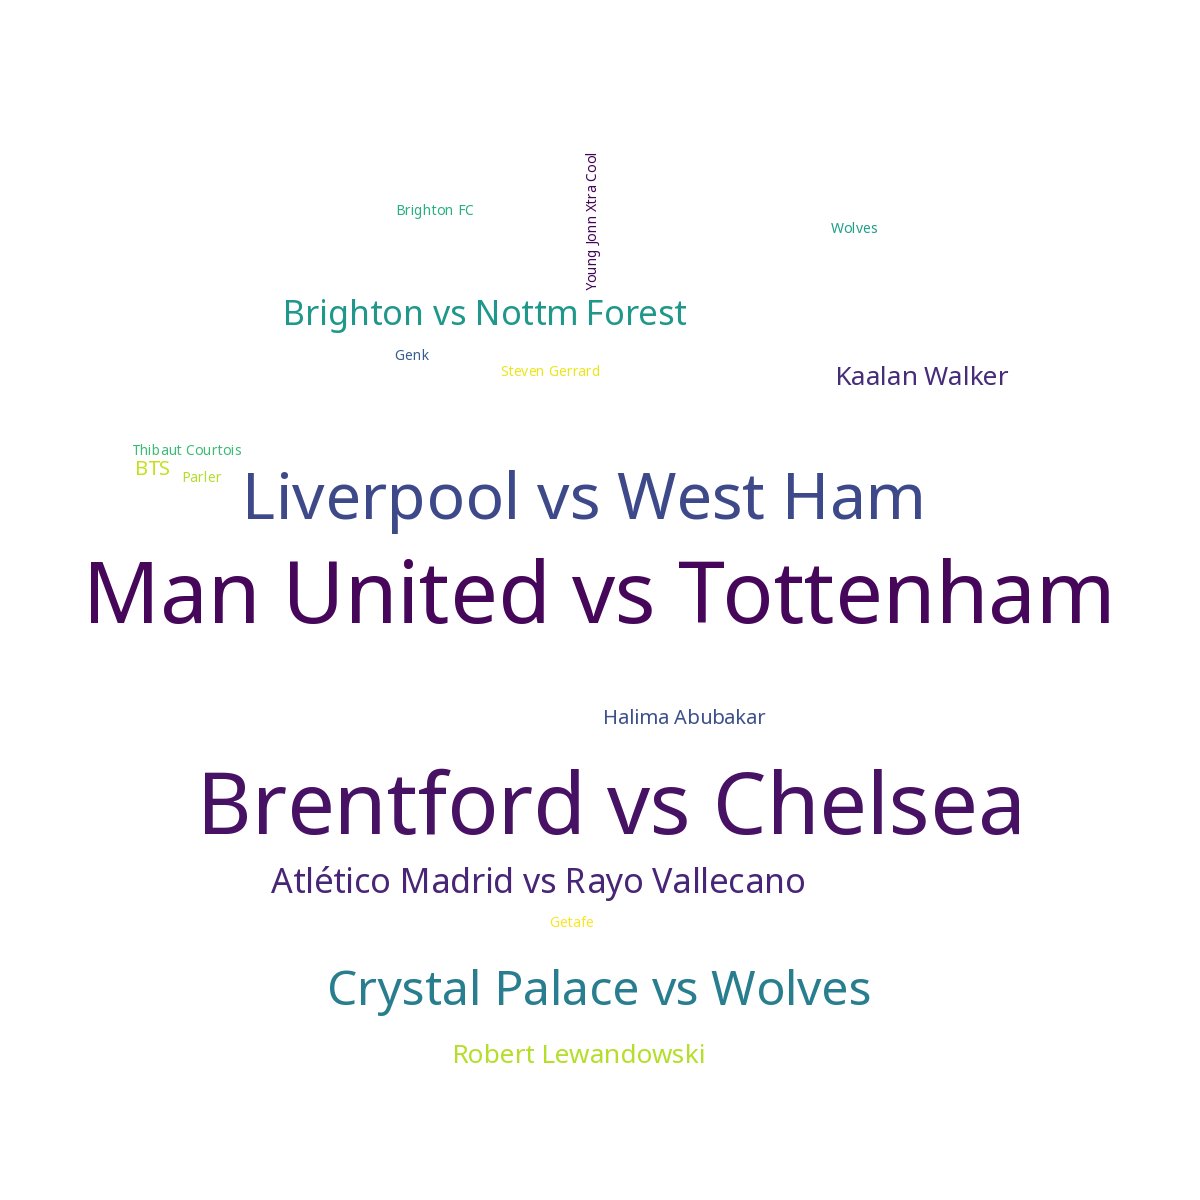 Young Jonn Xtra Cool
Brighton FC
Wolves
Brighton vs Nottm Forest
Genk
Steven Gerrard
Kaalan Walker
Thibaut Courtois
BTS
Parler
Liverpool vs West Ham
Man United vs Tottenham
Halima Abubakar
Brentford vs Chelsea
Atlético Madrid vs Rayo Vallecano
Getafe
Crystal Palace vs Wolves
Robert Lewandowski